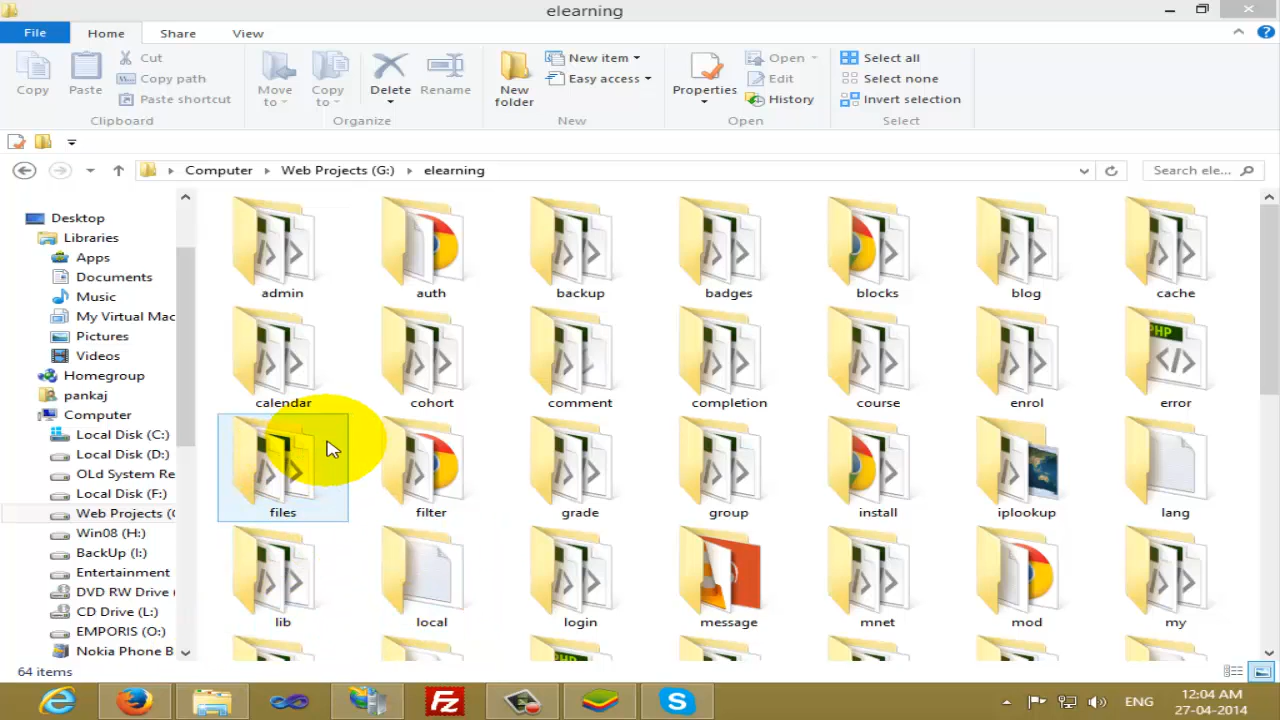 elearning
File Home Share View
Copy
Paste
Cut
Copy path
Paste shortcut
Clipboard
Move to
Copy to
Delete
Rename
Organize
New folder
New item
Easy access
New
Properties
Open
Edit
History
Open
Select all
Select none
Invert selection
Select
Computer Web Projects (G:) elearning
Search ele...
Desktop
Libraries
Apps
Documents
Music
My Virtual Mac
Pictures
Videos
Homegroup
pankaj
Computer
Local Disk (C:)
Local Disk (D:)
OLd System Re
Local Disk (F:)
Web Projects (
Win08 (H:)
BackUp (I:)
Entertainment
DVD RW Drive
CD Drive (L:)
EMPORIS (O:)
Nokia Phone B
admin auth backup badges blocks blog cache
PHP
calendar cohort comment completion course enrol error
files filter grade group install iplookup lang
lib local login message mnet mod my
PHP
64 items
ENG
12:04 AM
27-04-2014